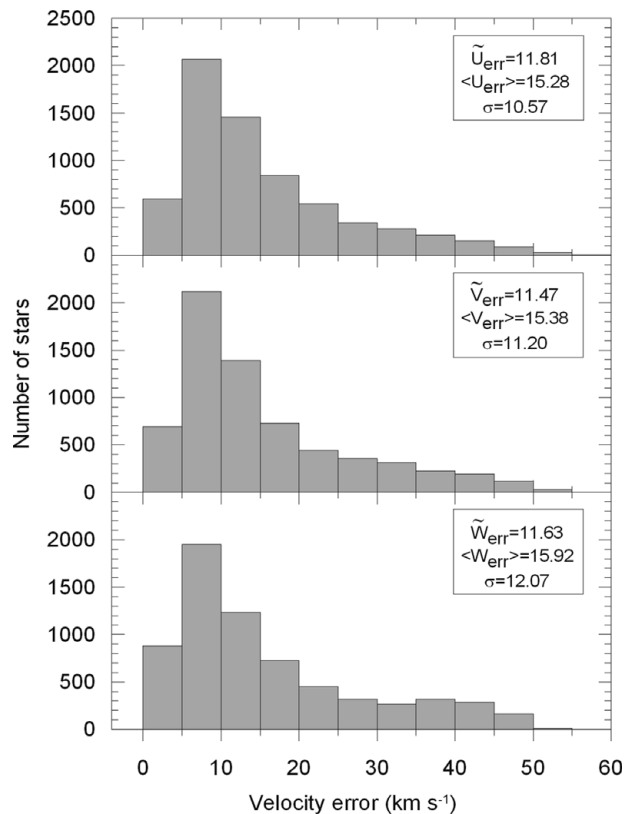 2500
2000
1500
1000
500
0
Ũerr=11.81
<Uerr>=15.28
σ=10.57
2000
1500
1000
500
0
Ṽerr=11.47
<Verr>=15.38
σ=11.20
2000
1500
1000
500
0
W̃err=11.63
<Werr>=15.92
σ=12.07
Number of stars
0 10 20 30 40 50 60
Velocity error (km s⁻¹)